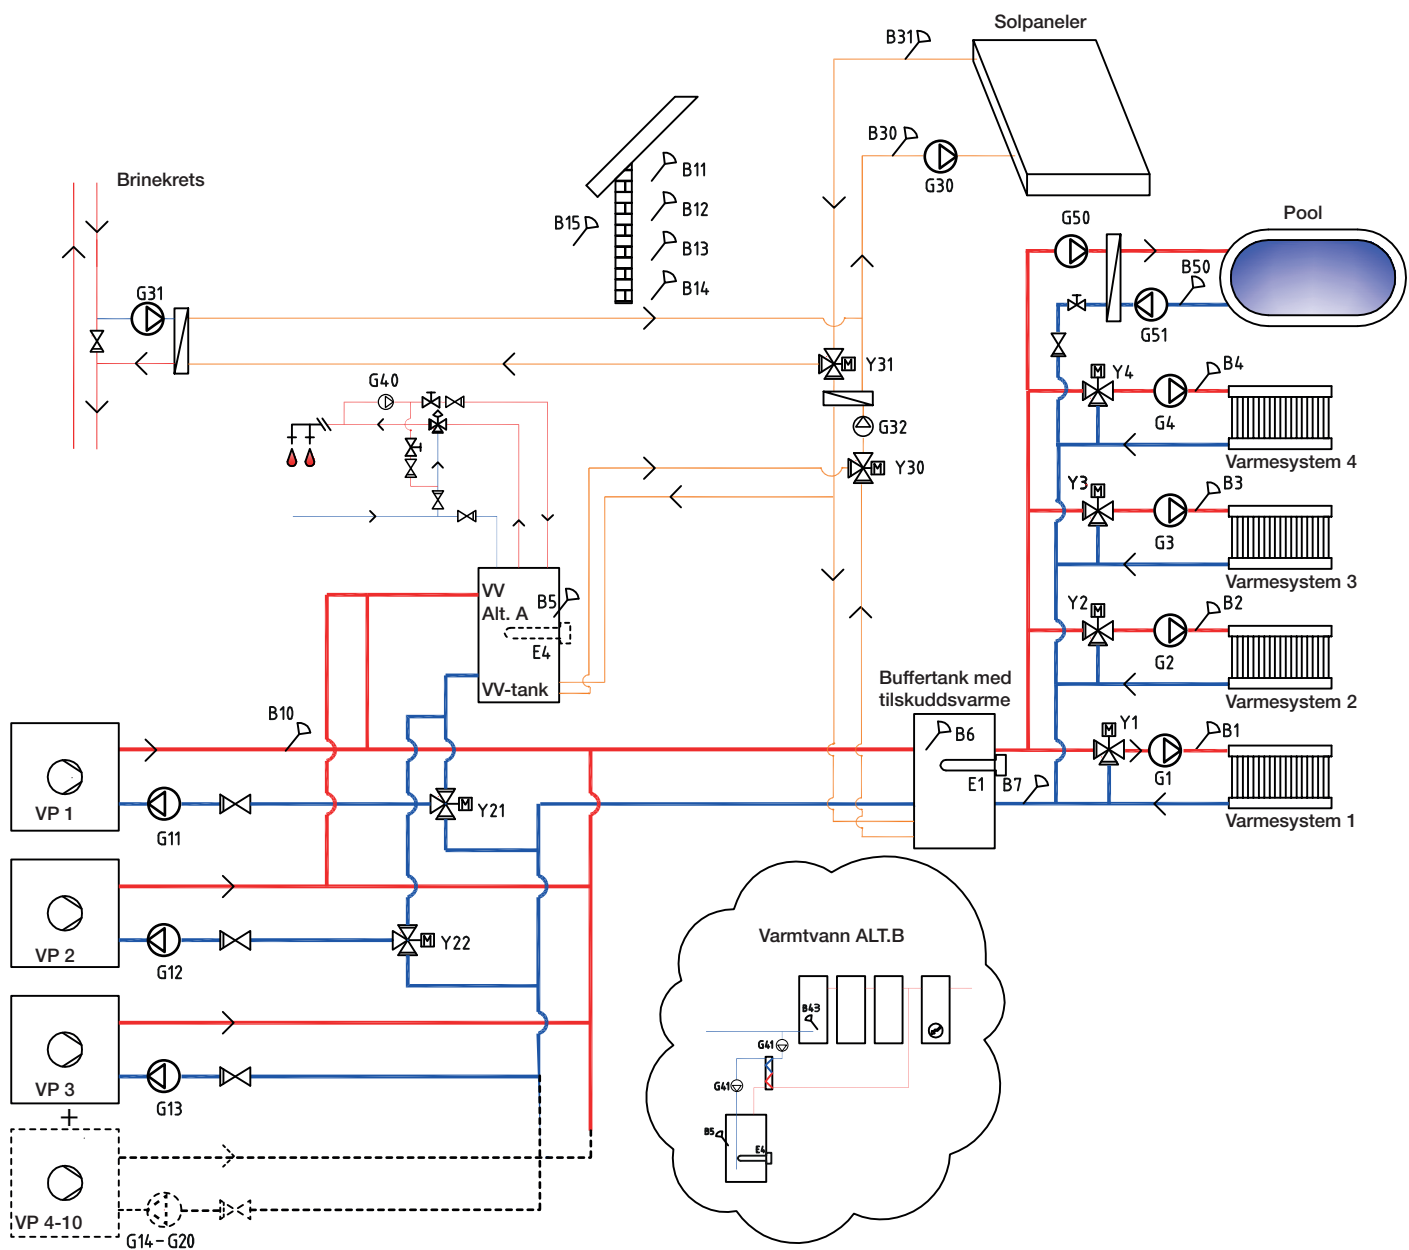 Solpaneler
B31
B30
G30
Brinekrets
B11
B12
B15
B13
B14
G31
Pool
G50
B50
G51
Y31
G40
G32
Y30
Y4
B4
G4
Varmesystem 4
Y3
B3
G3
Varmesystem 3
Y2
B2
G2
Varmesystem 2
Y1
B1
G1
Varmesystem 1
VV
Alt. A
B5
E4
VV-tank
Buffertank med
tilskuddsvarme
B6
E1
B7
B10
VP 1
G11
M
Y21
VP 2
G12
M
Y22
VP 3
G13
+
VP 4-10
G14-G20
Varmtvann ALT.B
B43
G41
G41
B5
E4
M
M
M
M
M
M